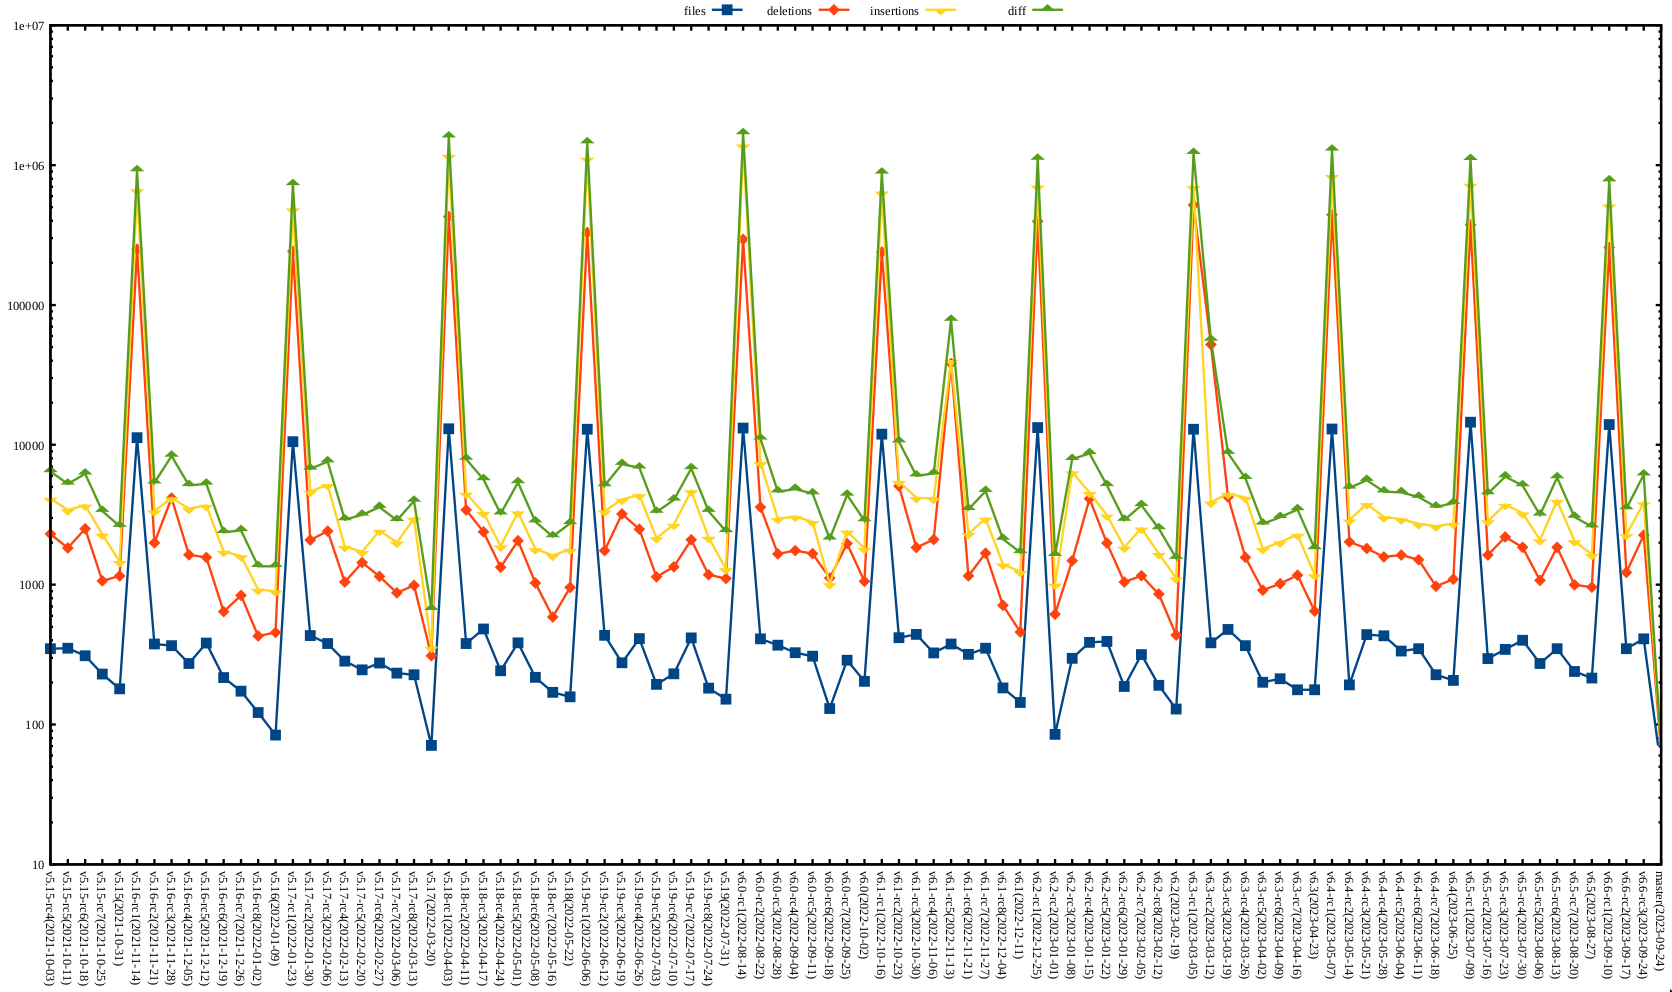 files
deletions
insertions
diff
1e+07
1e+06
100000
10000
1000
100
10
v5.15-rc4(2021-10-03)
v5.15-rc5(2021-10-11)
v5.15-rc6(2021-10-18)
v5.15-rc7(2021-10-25)
v5.15(2021-10-31)
v5.16-rc1(2021-11-14)
v5.16-rc2(2021-11-21)
v5.16-rc3(2021-11-28)
v5.16-rc4(2021-12-05)
v5.16-rc5(2021-12-12)
v5.16-rc6(2021-12-19)
v5.16-rc7(2021-12-26)
v5.16-rc8(2022-01-02)
v5.16(2022-01-09)
v5.17-rc1(2022-01-23)
v5.17-rc2(2022-01-30)
v5.17-rc3(2022-02-06)
v5.17-rc4(2022-02-13)
v5.17-rc5(2022-02-20)
v5.17-rc6(2022-02-27)
v5.17-rc7(2022-03-06)
v5.17-rc8(2022-03-13)
v5.17(2022-03-20)
v5.18-rc1(2022-04-03)
v5.18-rc2(2022-04-11)
v5.18-rc3(2022-04-17)
v5.18-rc4(2022-04-24)
v5.18-rc5(2022-05-01)
v5.18-rc6(2022-05-08)
v5.18-rc7(2022-05-16)
v5.18(2022-05-22)
v5.19-rc1(2022-06-06)
v5.19-rc2(2022-06-12)
v5.19-rc3(2022-06-19)
v5.19-rc4(2022-06-26)
v5.19-rc5(2022-07-03)
v5.19-rc6(2022-07-10)
v5.19-rc7(2022-07-17)
v5.19-rc8(2022-07-24)
v5.19(2022-07-31)
v6.0-rc1(2022-08-14)
v6.0-rc2(2022-08-22)
v6.0-rc3(2022-08-28)
v6.0-rc4(2022-09-04)
v6.0-rc5(2022-09-11)
v6.0-rc6(2022-09-18)
v6.0-rc7(2022-09-25)
v6.0(2022-10-02)
v6.1-rc1(2022-10-16)
v6.1-rc2(2022-10-23)
v6.1-rc3(2022-10-30)
v6.1-rc4(2022-11-06)
v6.1-rc5(2022-11-13)
v6.1-rc6(2022-11-21)
v6.1-rc7(2022-11-27)
v6.1-rc8(2022-12-04)
v6.1(2022-12-11)
v6.2-rc1(2022-12-25)
v6.2-rc2(2023-01-01)
v6.2-rc3(2023-01-08)
v6.2-rc4(2023-01-15)
v6.2-rc5(2023-01-22)
v6.2-rc6(2023-01-29)
v6.2-rc7(2023-02-05)
v6.2-rc8(2023-02-12)
v6.2(2023-02-19)
v6.3-rc1(2023-03-05)
v6.3-rc2(2023-03-12)
v6.3-rc3(2023-03-19)
v6.3-rc4(2023-03-26)
v6.3-rc5(2023-04-02)
v6.3-rc6(2023-04-09)
v6.3-rc7(2023-04-16)
v6.3(2023-04-23)
v6.4-rc1(2023-05-07)
v6.4-rc2(2023-05-14)
v6.4-rc3(2023-05-21)
v6.4-rc4(2023-05-28)
v6.4-rc5(2023-06-04)
v6.4-rc6(2023-06-11)
v6.4-rc7(2023-06-18)
v6.4(2023-06-25)
v6.5-rc1(2023-07-09)
v6.5-rc2(2023-07-16)
v6.5-rc3(2023-07-23)
v6.5-rc4(2023-07-30)
v6.5-rc5(2023-08-06)
v6.5-rc6(2023-08-13)
v6.5-rc7(2023-08-20)
v6.5(2023-08-27)
v6.6-rc1(2023-09-10)
v6.6-rc2(2023-09-17)
v6.6-rc3(2023-09-24)
master(2023-09-24)